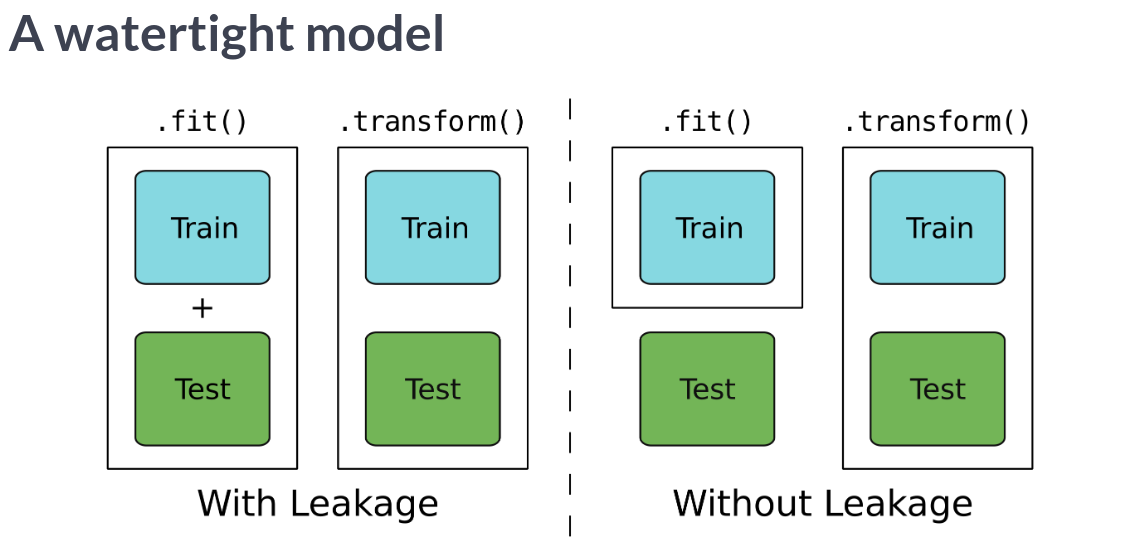 A watertight model
.fit() .transform() .fit() .transform()
Train Train Train Train
+
Test Test Test Test
With Leakage Without Leakage